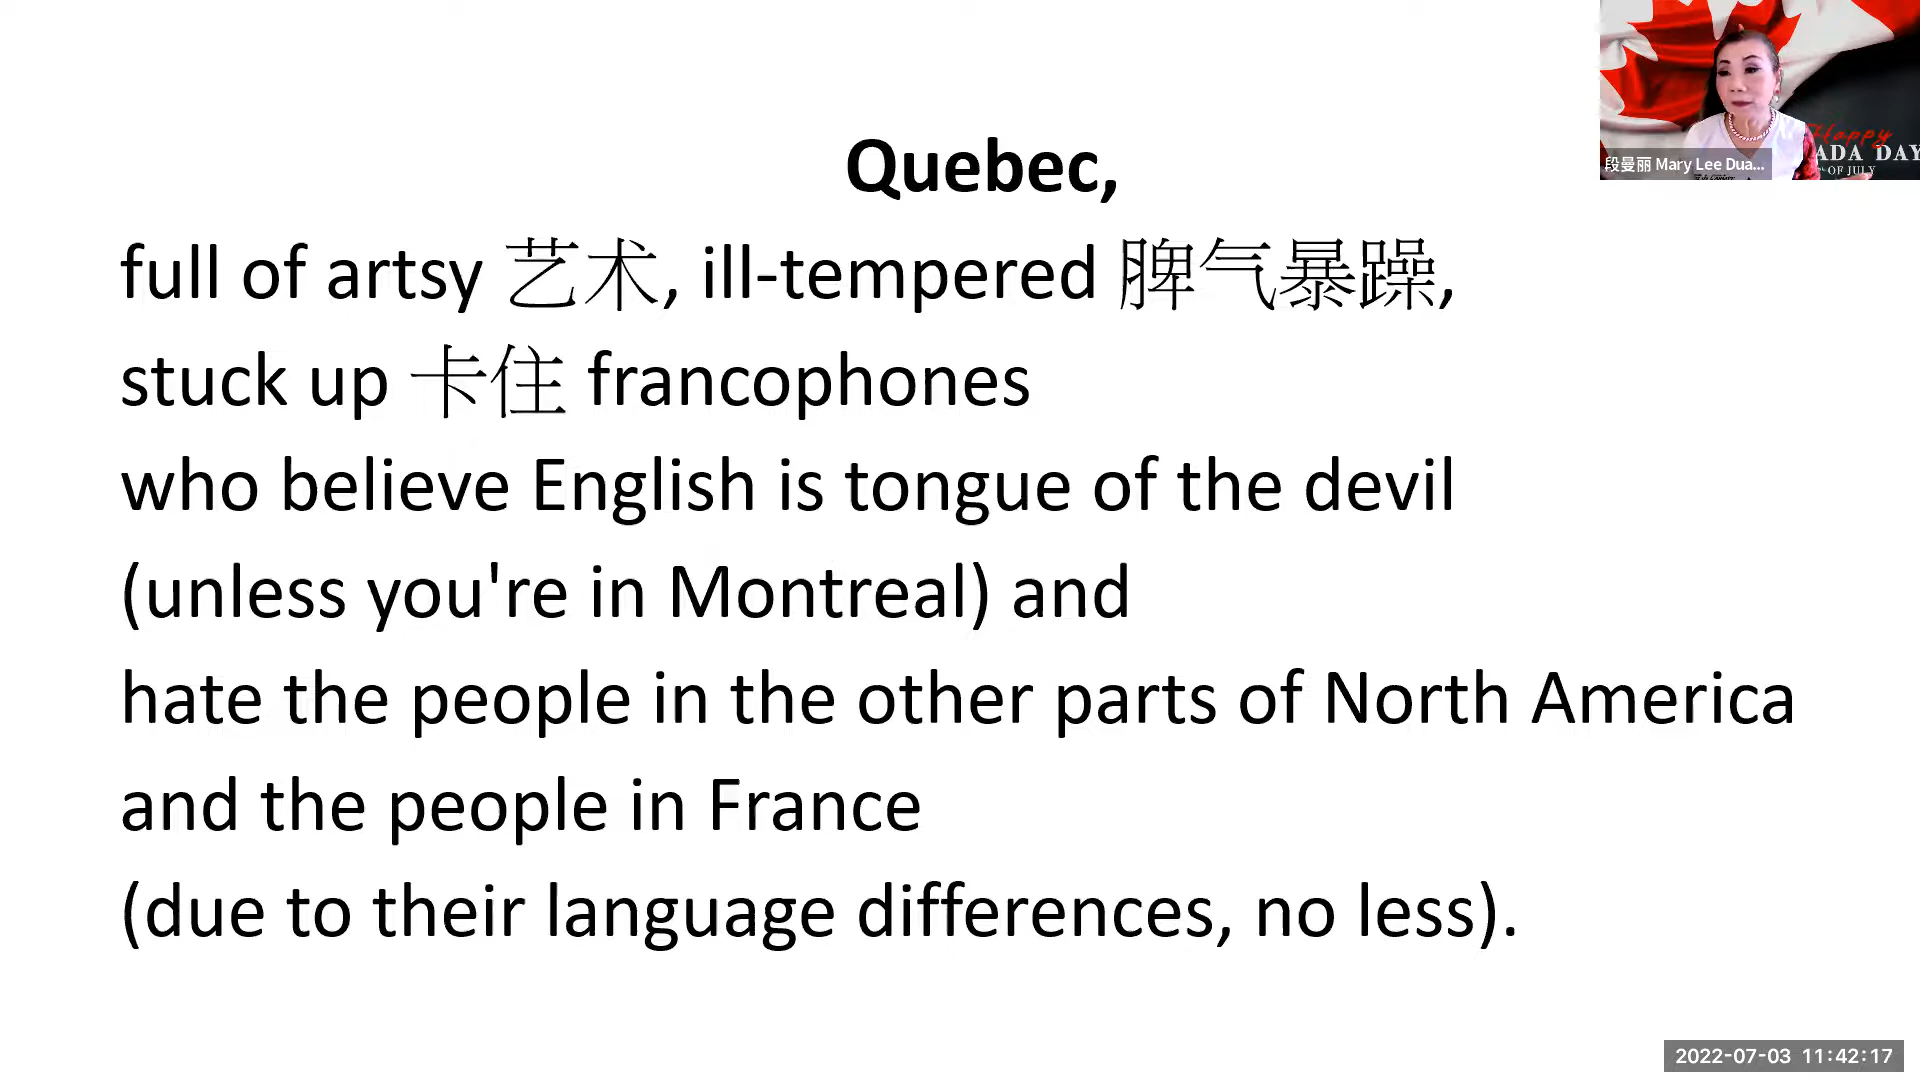 Quebec,
full of artsy 艺术, ill-tempered 脾气暴躁,
stuck up 卡住 francophones
who believe English is tongue of the devil
(unless you're in Montreal) and
hate the people in the other parts of North America
and the people in France
(due to their language differences, no less).
Happy
ADA DAY
OF JULY
段曼丽 Mary Lee Dua...
2022-07-03 11:42:17